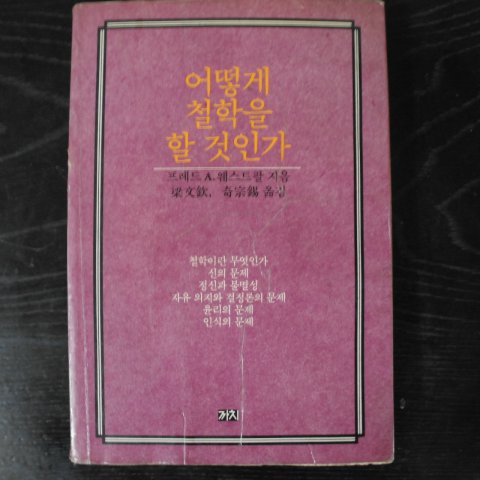 어떻게
철학을
할 것인가
프레드 A. 웨스트팔 지음
梁文欽, 奇宗錫 옮김
철학이란 무엇인가
신의 문제
정신과 불멸성
자유 의지와 결정론의 문제
윤리의 문제
인식의 문제
까치